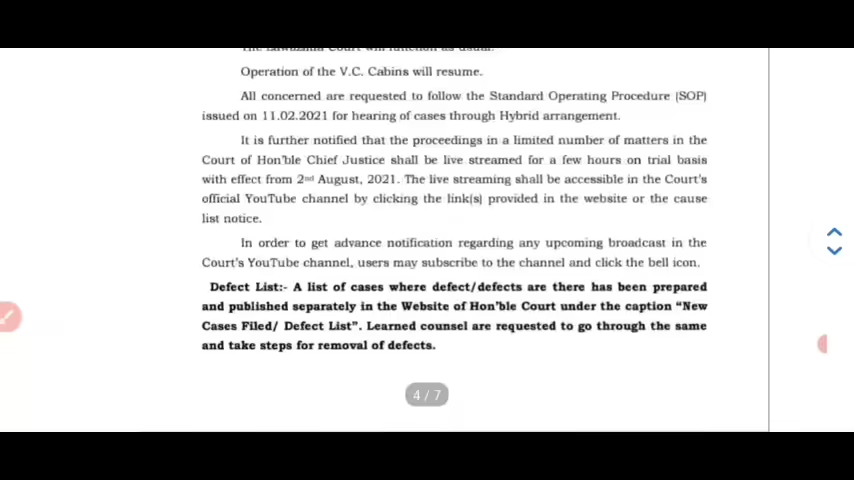 Court will function as usual.
Operation of the V.C. Cabins will resume.
All concerned are requested to follow the Standard Operating Procedure (SOP)
issued on 11.02.2021 for hearing of cases through Hybrid arrangement.
It is further notified that the proceedings in a limited number of matters in the
Court of Hon'ble Chief Justice shall be live streamed for a few hours on trial basis
with effect from 2nd August, 2021. The live streaming shall be accessible in the Court's
official YouTube channel by clicking the link(s) provided in the website or the cause
list notice.
In order to get advance notification regarding any upcoming broadcast in the
Court's YouTube channel, users may subscribe to the channel and click the bell icon.
Defect List:- A list of cases where defect/defects are there has been prepared
and published separately in the Website of Hon'ble Court under the caption "New
Cases Filed/ Defect List". Learned counsel are requested to go through the same
and take steps for removal of defects.
4 / 7